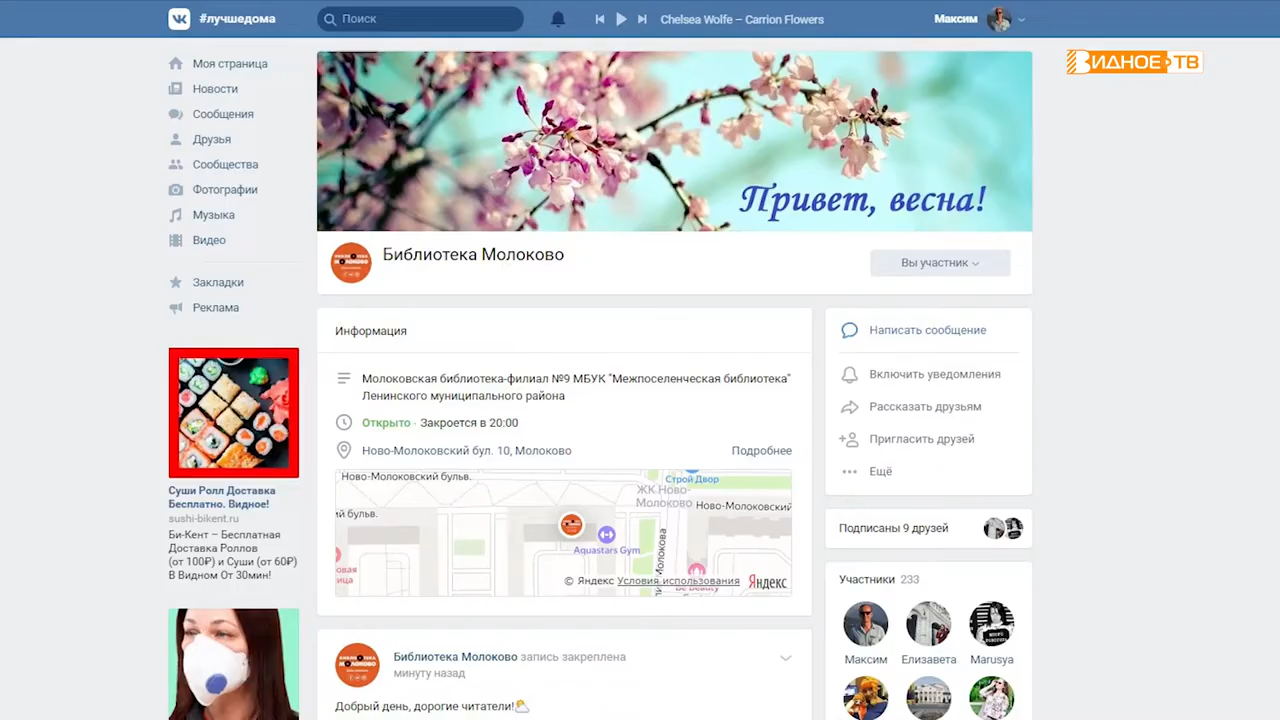 #лучшедома
Поиск
Chelsea Wolfe – Carrion Flowers
Максим
ВИДНОЕ ТВ
Моя страница
Новости
Сообщения
Друзья
Сообщества
Фотографии
Музыка
Видео
Закладки
Реклама
Привет, весна!
Библиотека Молоково
Вы участник
Информация
Молоковская библиотека-филиал №9 МБУК "Межпоселенческая библиотека"
Ленинского муниципального района
Открыто · Закроется в 20:00
Ново-Молоковский бул. 10, Молоково
Подробнее
Ново-Молоковский бульв.
Строй Двор
ЖК Ново-
Молоково
Ново-Молоковский
ий бульв.
Aquastars Gym
Be Beauty
© Яндекс Условия использования Яндекс
Написать сообщение
Включить уведомления
Рассказать друзьям
Пригласить друзей
Ещё
Подписаны 9 друзей
Участники 233
Максим
Елизавета
Marusya
Суши Ролл Доставка
Бесплатно. Видное!
sushi-bikent.ru
Би-Кент – Бесплатная
Доставка Роллов
(от 100₽) и Суши (от 60₽)
В Видном От 30мин!
Библиотека Молоково запись закреплена
минуту назад
Добрый день, дорогие читатели!